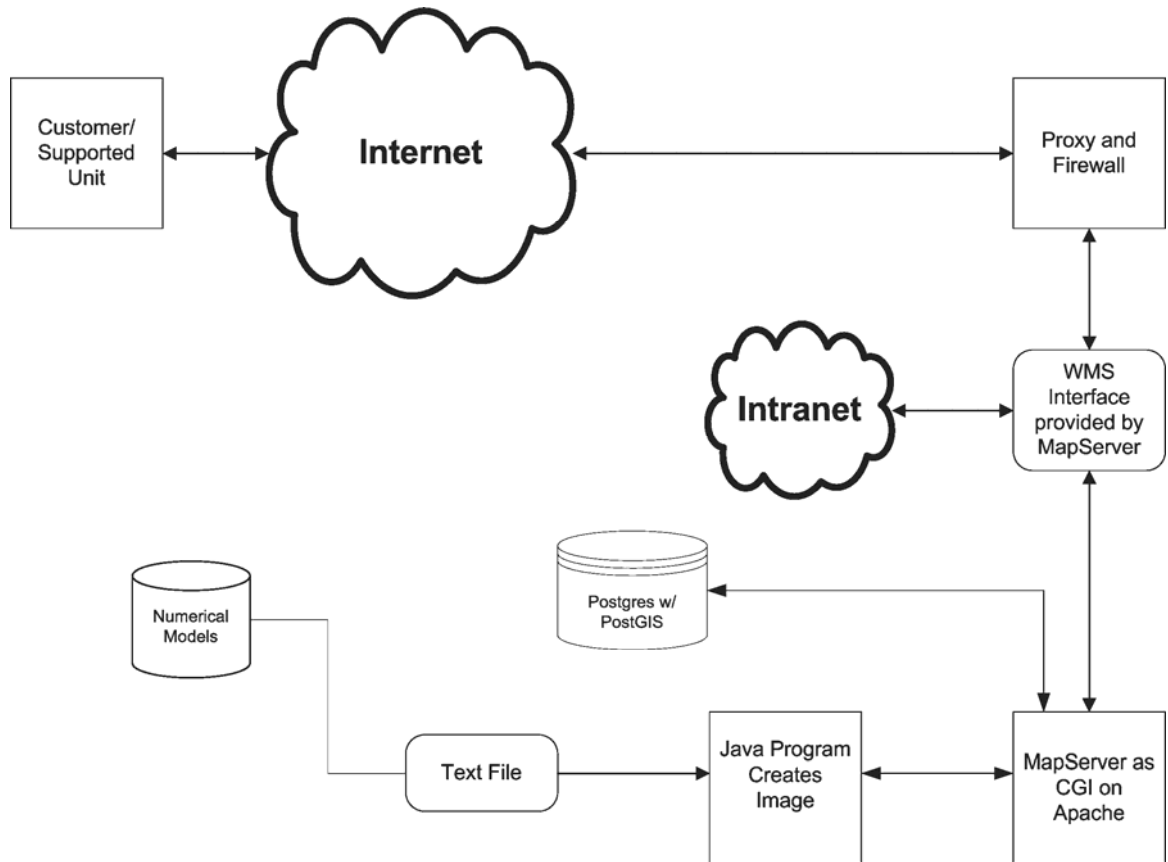 Customer/
Supported
Unit
Internet
Proxy and
Firewall
Intranet
WMS
Interface
provided by
MapServer
Numerical
Models
Postgres w/
PostGIS
Text File
Java Program
Creates
Image
MapServer as
CGI on
Apache